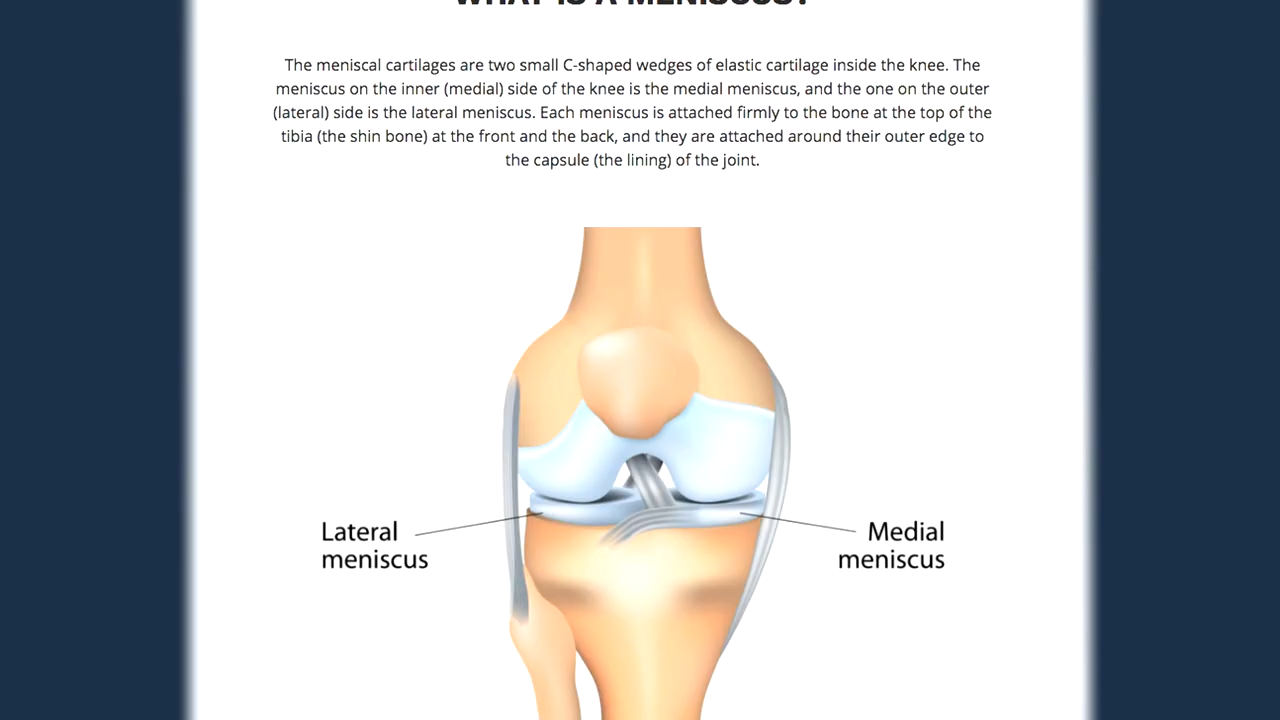 WHAT IS A MENISCUS?
The meniscal cartilages are two small C-shaped wedges of elastic cartilage inside the knee. The
meniscus on the inner (medial) side of the knee is the medial meniscus, and the one on the outer
(lateral) side is the lateral meniscus. Each meniscus is attached firmly to the bone at the top of the
tibia (the shin bone) at the front and the back, and they are attached around their outer edge to
the capsule (the lining) of the joint.
Lateral
meniscus
Medial
meniscus